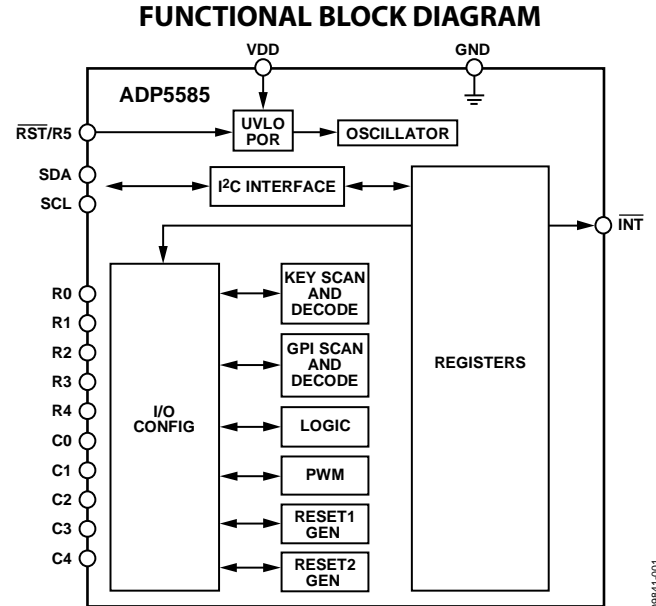 FUNCTIONAL BLOCK DIAGRAM
VDD
GND
ADP5585
RST/R5
UVLO
POR
OSCILLATOR
SDA
SCL
I2C INTERFACE
INT
R0
R1
R2
R3
R4
C0
C1
C2
C3
C4
I/O
CONFIG
KEY SCAN
AND
DECODE
GPI SCAN
AND
DECODE
LOGIC
PWM
RESET1
GEN
RESET2
GEN
REGISTERS
09841-001